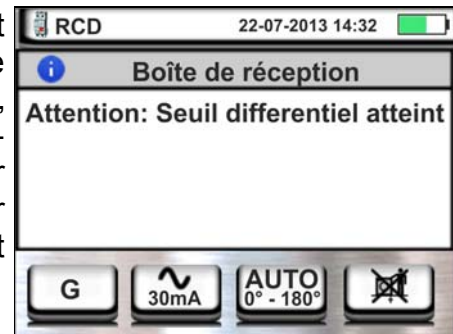 RCD 22-07-2013 14:32
Boîte de réception
Attention: Seuil differentiel atteint
G
30mA
AUTO
0° - 180°